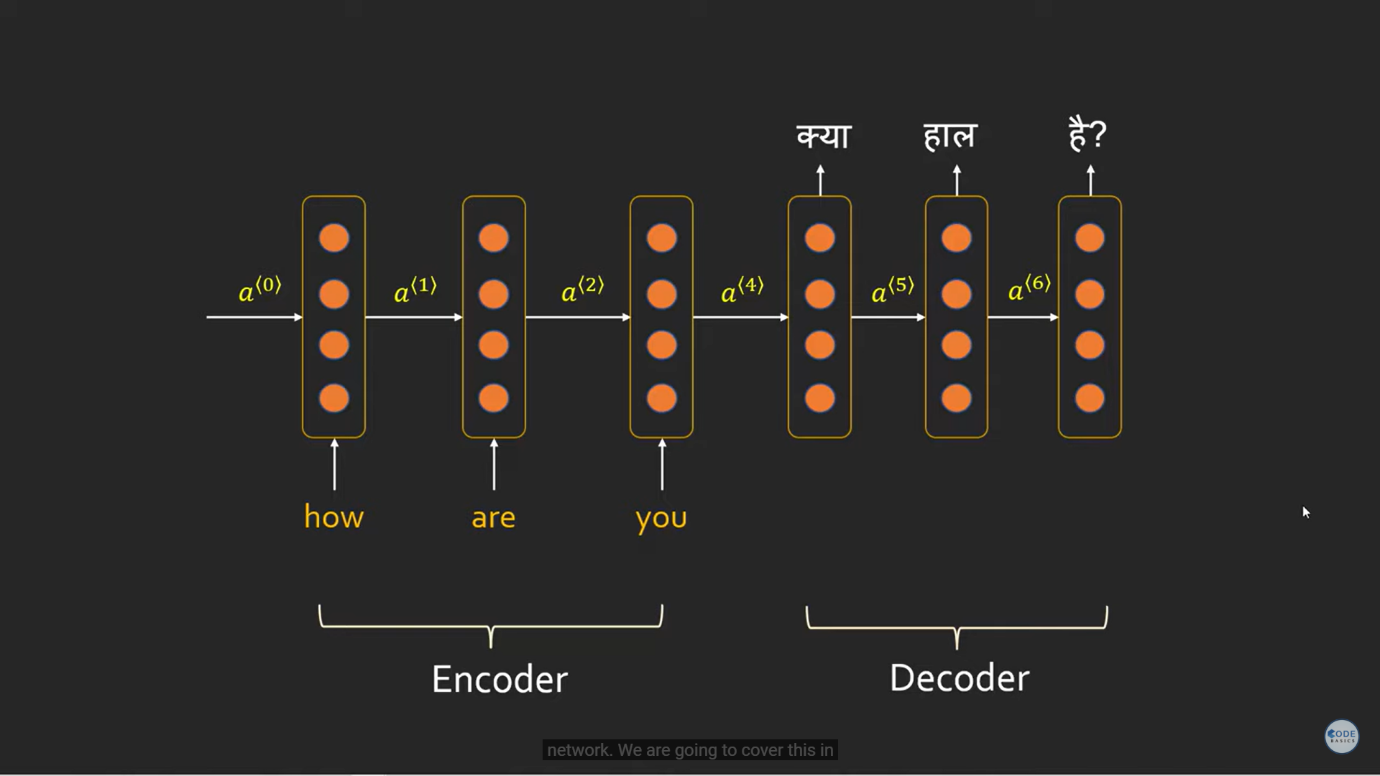 क्या हाल है?
a⟨0⟩ a⟨1⟩ a⟨2⟩ a⟨4⟩ a⟨5⟩ a⟨6⟩
how are you
Encoder Decoder
network. We are going to cover this in
CODE
BASICS